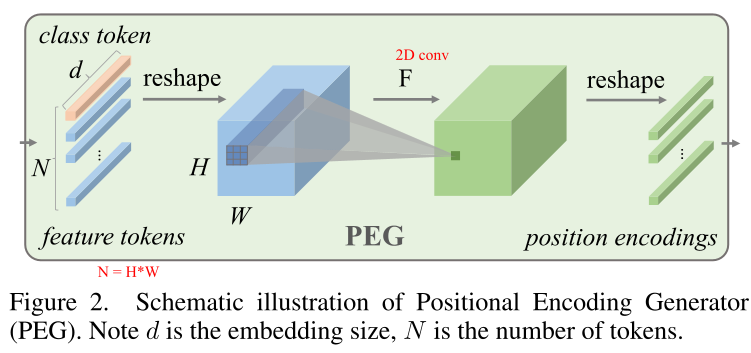 class token
d
reshape
2D conv
F
reshape
N
⋮
H
⋮
W
feature tokens
PEG
position encodings
N = H*W
Figure 2. Schematic illustration of Positional Encoding Generator
(PEG). Note d is the embedding size, N is the number of tokens.